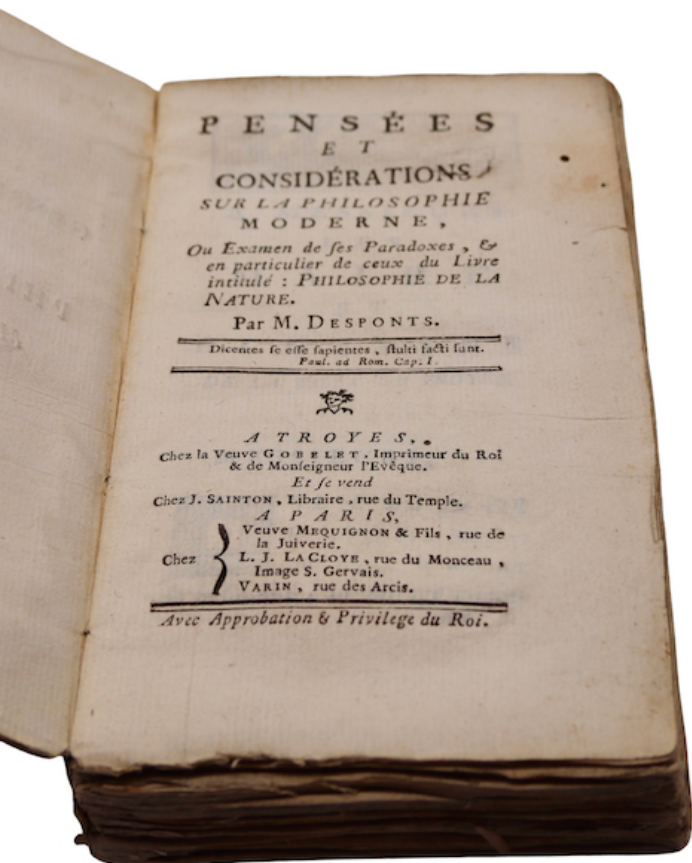 PENSÉES
ET
CONSIDÉRATIONS
SUR LA PHILOSOPHIE
MODERNE,
Ou Examen de ſes Paradoxes, &
en particulier de ceux du Livre
intitulé : PHILOSOPHIE DE LA
NATURE.
Par M. DESPONTS.
Dicentes ſe eſſe ſapientes, ſtulti facti ſunt.
Paul. ad Rom. Cap. I.
A TROYES,
Chez la Veuve GOBELET, Imprimeur du Roi
& de Monſeigneur l'Evêque.
Et ſe vend
Chez J. SAINTON, Libraire, rue du Temple.
A PARIS,
Veuve MEQUIGNON & Fils, rue de
la Juiverie.
Chez L. J. LA CLOYE, rue du Monceau,
Image S. Gervais.
VARIN, rue des Arcis.
Avec Approbation & Privilege du Roi.